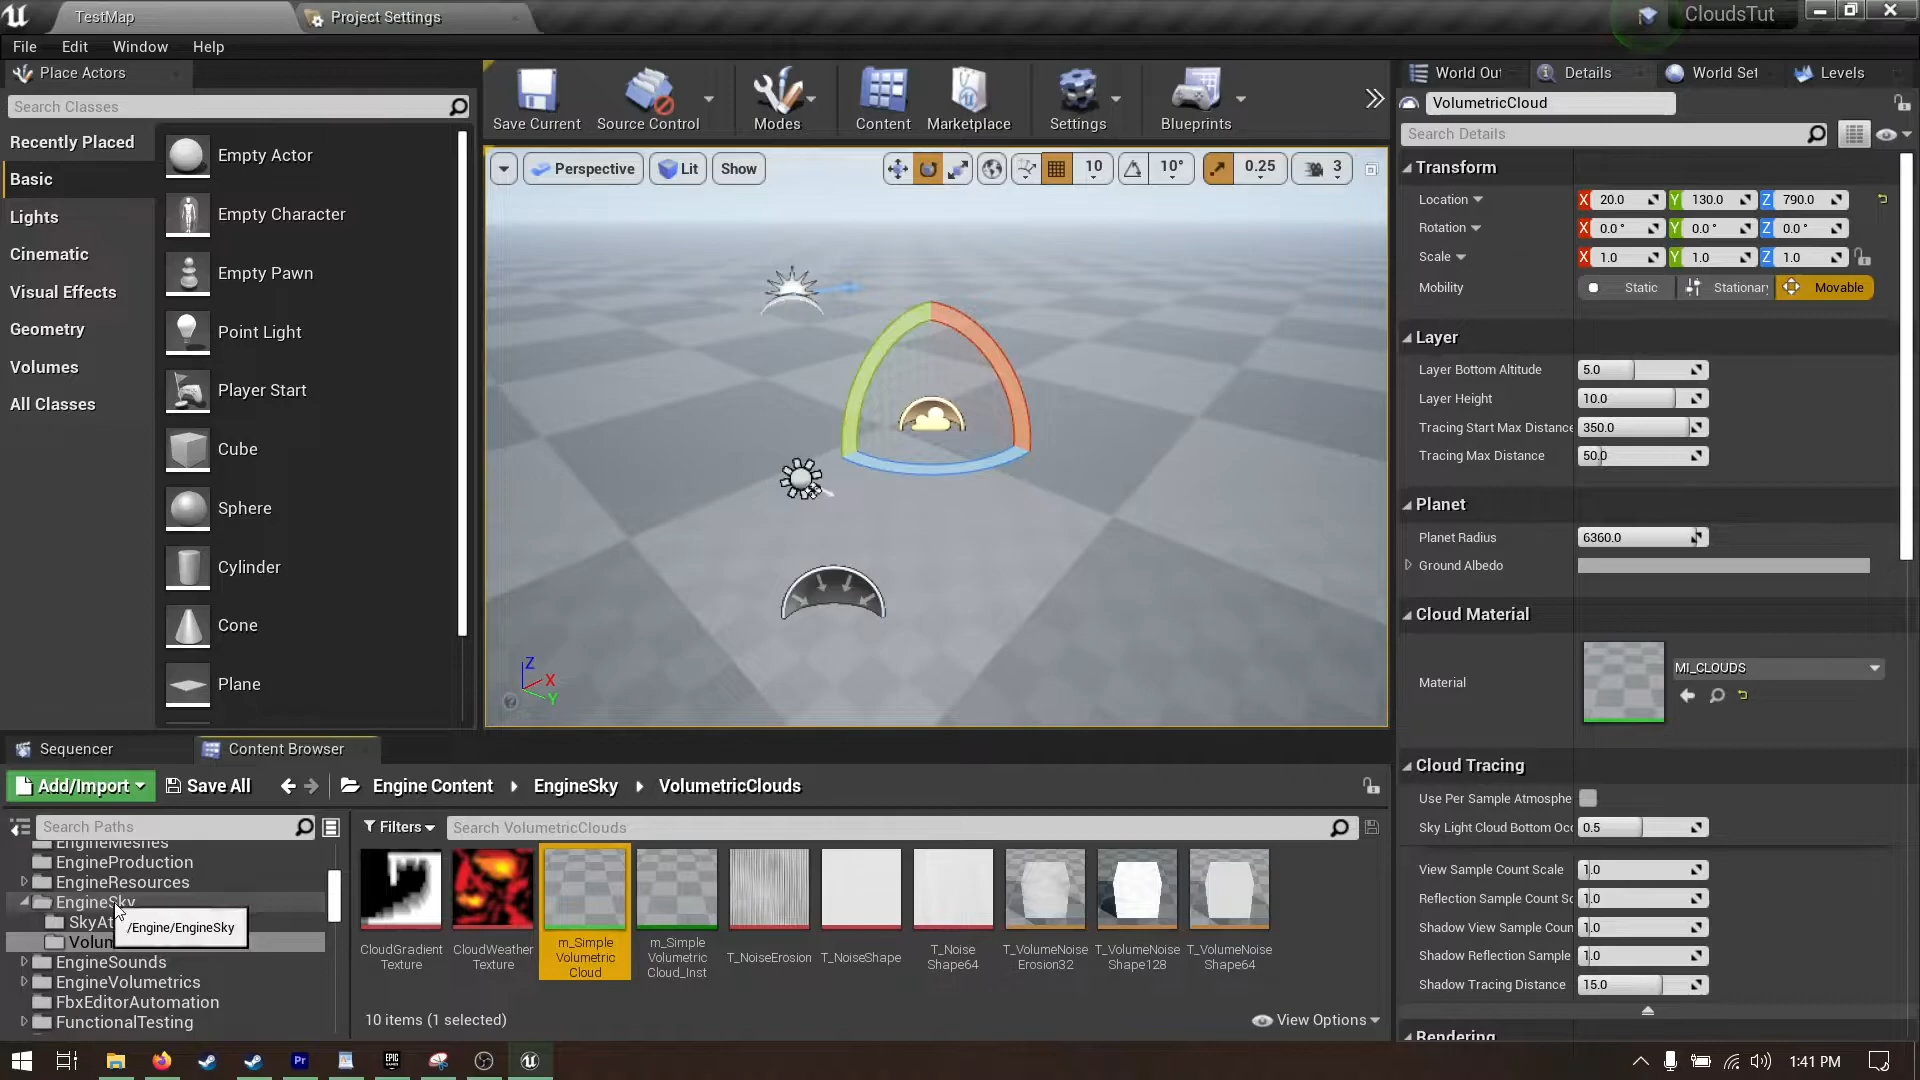 TestMap
Project Settings
CloudsTut
File
Edit
Window
Help
Place Actors
Search Classes
Recently Placed
Basic
Lights
Cinematic
Visual Effects
Geometry
Volumes
All Classes
Empty Actor
Empty Character
Empty Pawn
Point Light
Player Start
Cube
Sphere
Cylinder
Cone
Plane
Save Current
Source Control
Modes
Content
Marketplace
Settings
Blueprints
Perspective
Lit
Show
10
10°
0.25
3
Z
X
Y
World Ou
Details
World Set
Levels
VolumetricCloud
Search Details
Transform
Location
X 20.0 Y 130.0 Z 790.0
Rotation
X 0.0 ° Y 0.0 ° Z 0.0 °
Scale
X 1.0 Y 1.0 Z 1.0
Mobility
Static
Stationar
Movable
Layer
Layer Bottom Altitude
5.0
Layer Height
10.0
Tracing Start Max Distance
350.0
Tracing Max Distance
50.0
Planet
Planet Radius
6360.0
Ground Albedo
Cloud Material
Material
MI_CLOUDS
Cloud Tracing
Use Per Sample Atmosphe
Sky Light Cloud Bottom Occ
0.5
View Sample Count Scale
1.0
Reflection Sample Count Sc
1.0
Shadow View Sample Coun
1.0
Shadow Reflection Sample
1.0
Shadow Tracing Distance
15.0
Rendering
Sequencer
Content Browser
Add/Import
Save All
Engine Content
EngineSky
VolumetricClouds
Search Paths
Filters
Search VolumetricClouds
EngineMeshes
EngineProduction
EngineResources
EngineSky
SkyAt
/Engine/EngineSky
Volum
EngineSounds
EngineVolumetrics
FbxEditorAutomation
FunctionalTesting
CloudGradient
Texture
CloudWeather
Texture
m_Simple
Volumetric
Cloud
m_Simple
Volumetric
Cloud_Inst
T_NoiseErosion
T_NoiseShape
T_Noise
Shape64
T_VolumeNoise
Erosion32
T_VolumeNoise
Shape128
T_VolumeNoise
Shape64
10 items (1 selected)
View Options
Pr
EPIC
GAMES
1:41 PM